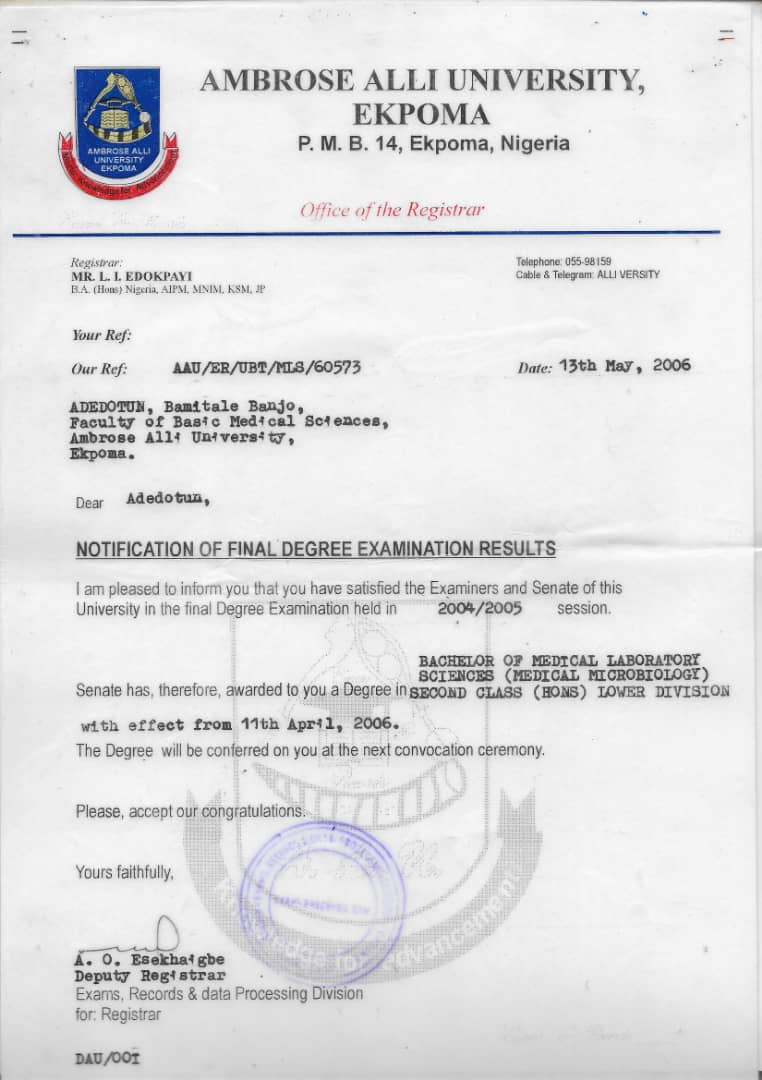 AMBROSE ALLI UNIVERSITY,
EKPOMA
P. M. B. 14, Ekpoma, Nigeria
AMBROSE ALLI
UNIVERSITY
EKPOMA
Knowledge for Advancement
Office of the Registrar
Registrar:
MR. L. I. EDOKPAYI
B.A. (Hons) Nigeria, AIPM, MNIM, KSM, JP
Telephone: 055-98159
Cable & Telegram: ALLI VERSITY
Your Ref:
Our Ref: AAU/ER/UBT/MLS/60573 Date: 13th May, 2006
ADEDOTUN, Bamitale Banjo,
Faculty of Basic Medical Sciences,
Ambrose Alli University,
Ekpoma.
Dear Adedotun,
NOTIFICATION OF FINAL DEGREE EXAMINATION RESULTS
I am pleased to inform you that you have satisfied the Examiners and Senate of this
University in the final Degree Examination held in 2004/2005 session.
BACHELOR OF MEDICAL LABORATORY
SCIENCES (MEDICAL MICROBIOLOGY)
Senate has, therefore, awarded to you a Degree in SECOND CLASS (HONS) LOWER DIVISION
with effect from 11th April, 2006.
The Degree will be conferred on you at the next convocation ceremony.
Please, accept our congratulations.
Yours faithfully,
Knowledge for Advancement
A. O. Esekhaigbe
Deputy Registrar
Exams, Records & data Processing Division
for: Registrar
DAU/OOI